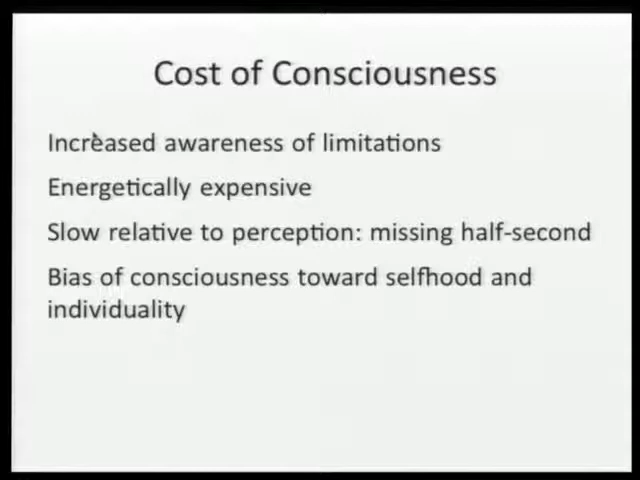 Cost of Consciousness
Increased awareness of limitations
Energetically expensive
Slow relative to perception: missing half-second
Bias of consciousness toward selfhood and
individuality